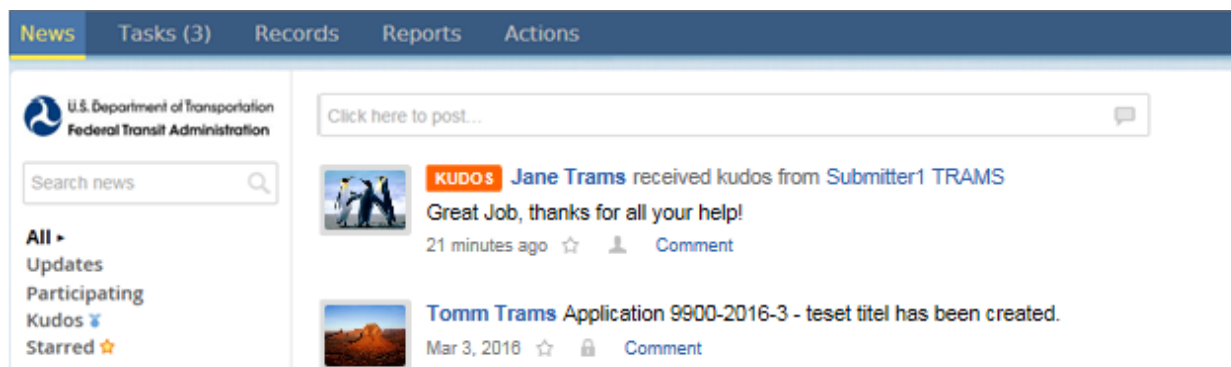 News Tasks (3) Records Reports Actions
U.S. Department of Transportation
Federal Transit Administration
Click here to post...
Search news
All
Updates
Participating
Kudos
Starred
KUDOS Jane Trams received kudos from Submitter1 TRAMS
Great Job, thanks for all your help!
21 minutes ago Comment
Tomm Trams Application 9900-2016-3 - teset titel has been created.
Mar 3, 2016 Comment